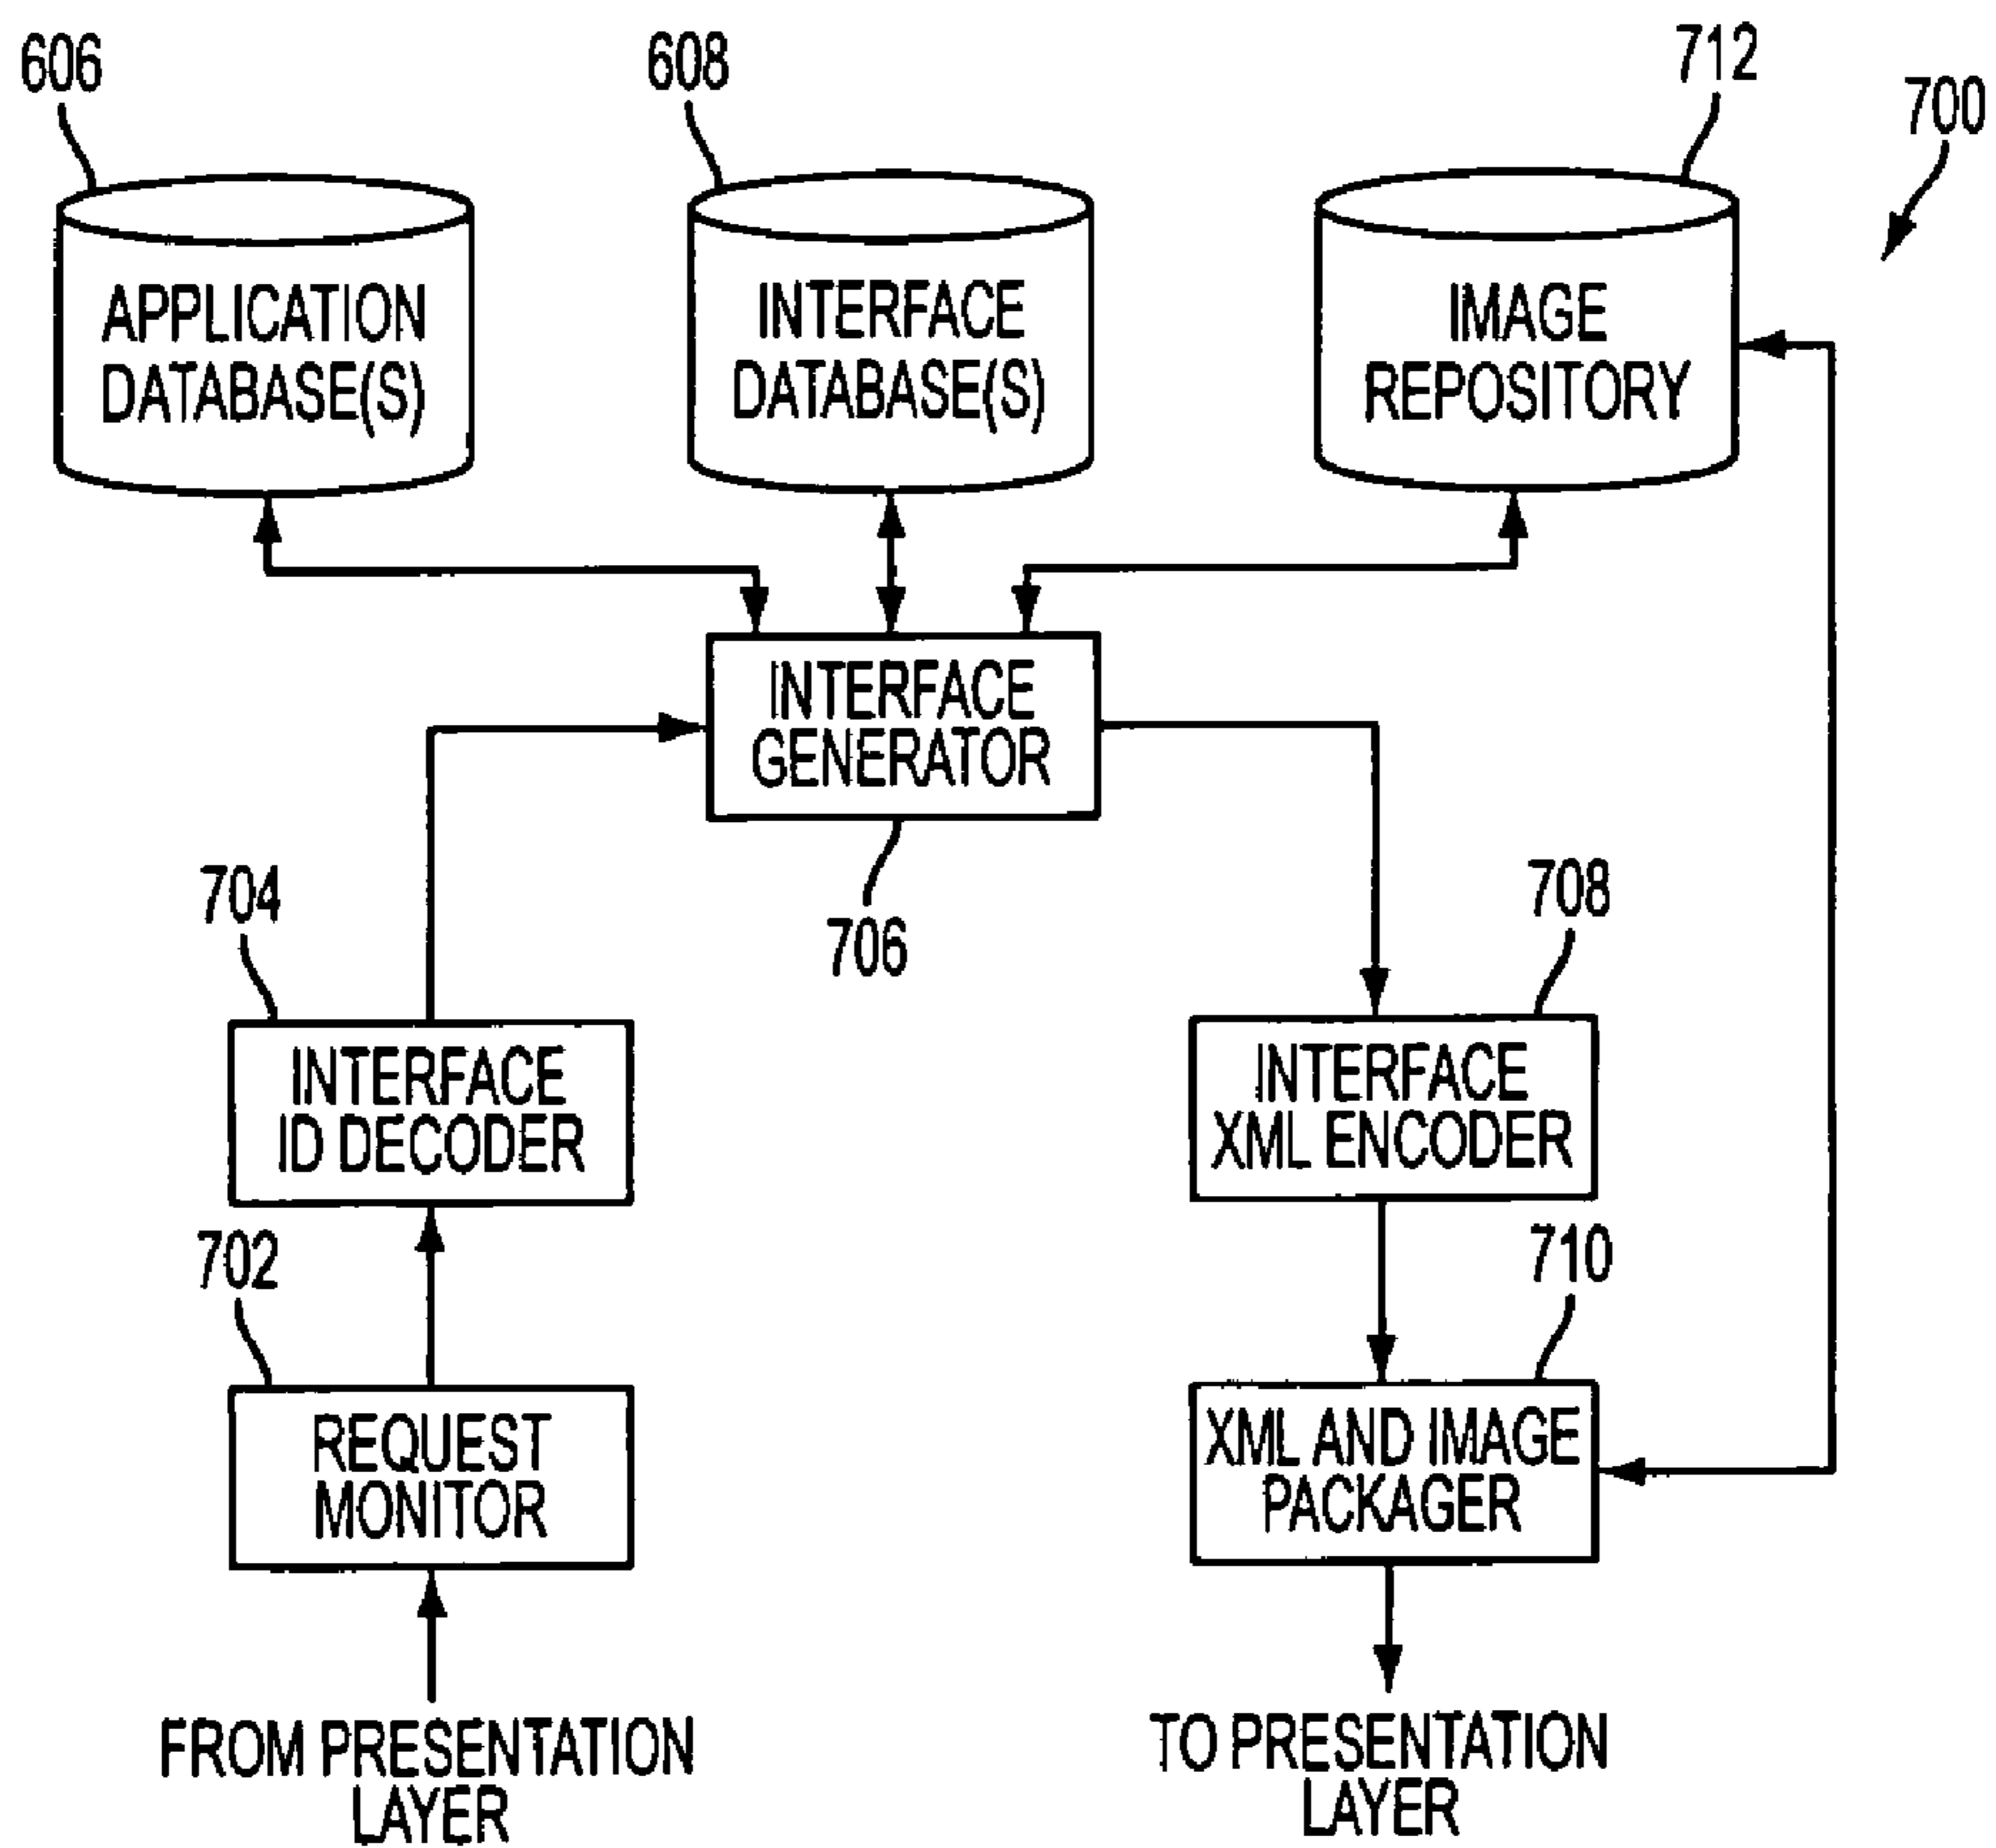 606
608
712
700
APPLICATION
DATABASE(S)
INTERFACE
DATABASE(S)
IMAGE
REPOSITORY
INTERFACE
GENERATOR
706
704
708
INTERFACE
ID DECODER
INTERFACE
XML ENCODER
702
710
REQUEST
MONITOR
XML AND IMAGE
PACKAGER
FROM PRESENTATION
LAYER
TO PRESENTATION
LAYER